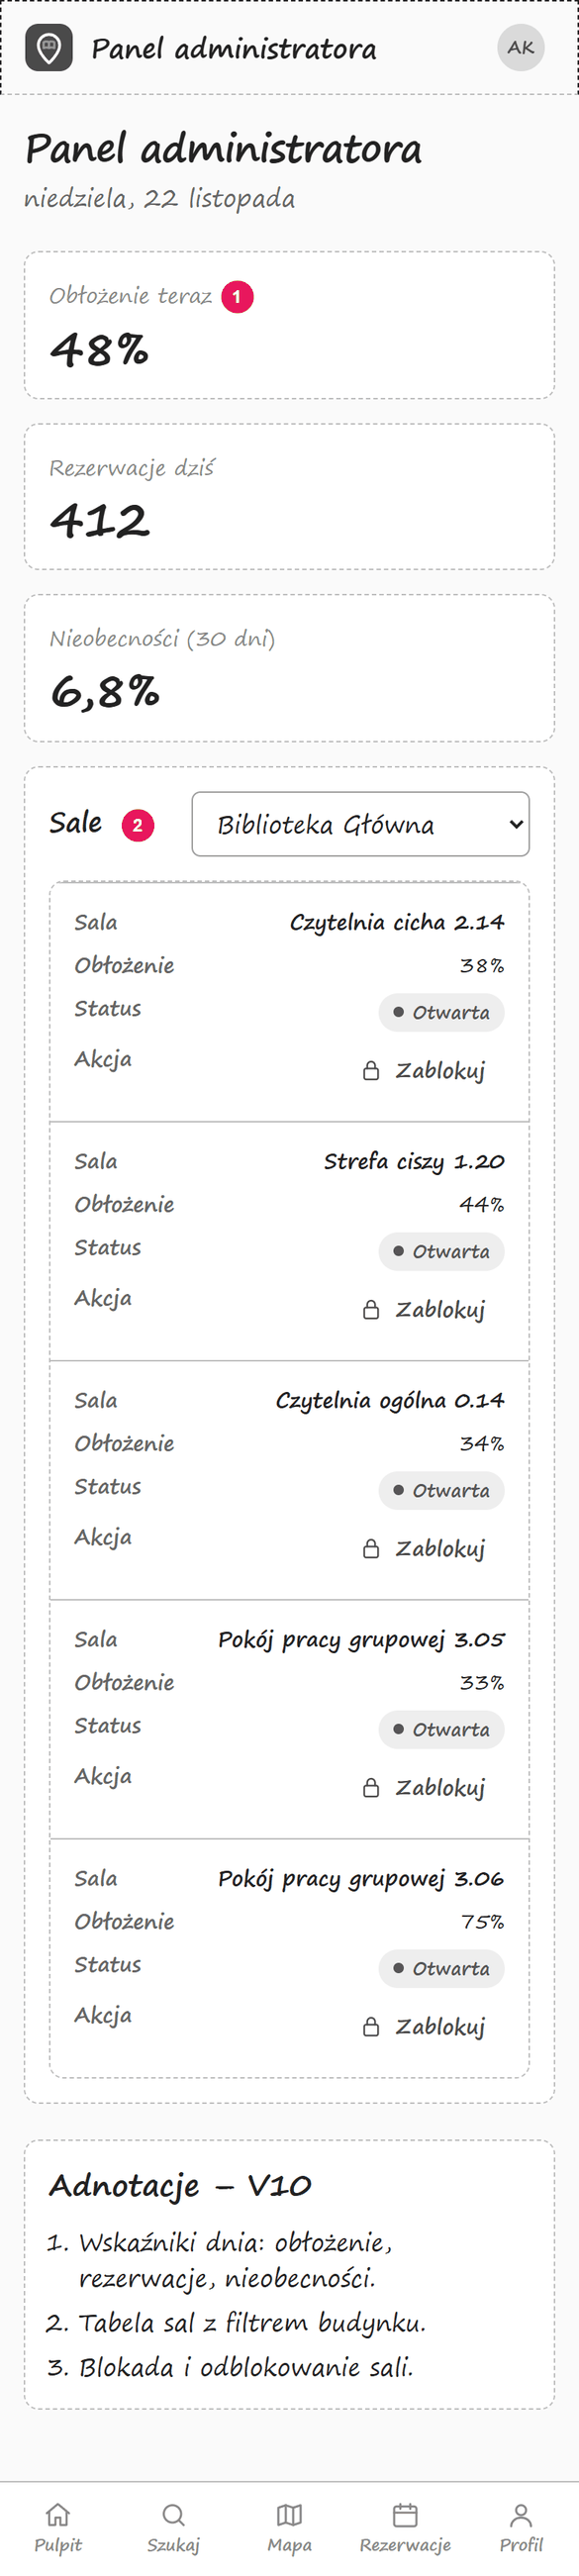 Panel administratora
AK
Panel administratora
niedziela, 22 listopada
Obłożenie teraz 1
48%
Rezerwacje dziś
412
Nieobecności (30 dni)
6,8%
Sale 2 Biblioteka Główna
Sala Czytelnia cicha 2.14
Obłożenie 38%
Status Otwarta
Akcja Zablokuj
Sala Strefa ciszy 1.20
Obłożenie 44%
Status Otwarta
Akcja Zablokuj
Sala Czytelnia ogólna 0.14
Obłożenie 34%
Status Otwarta
Akcja Zablokuj
Sala Pokój pracy grupowej 3.05
Obłożenie 33%
Status Otwarta
Akcja Zablokuj
Sala Pokój pracy grupowej 3.06
Obłożenie 75%
Status Otwarta
Akcja Zablokuj
Adnotacje – V10
1. Wskaźniki dnia: obłożenie,
rezerwacje, nieobecności.
2. Tabela sal z filtrem budynku.
3. Blokada i odblokowanie sali.
Pulpit Szukaj Mapa Rezerwacje Profil